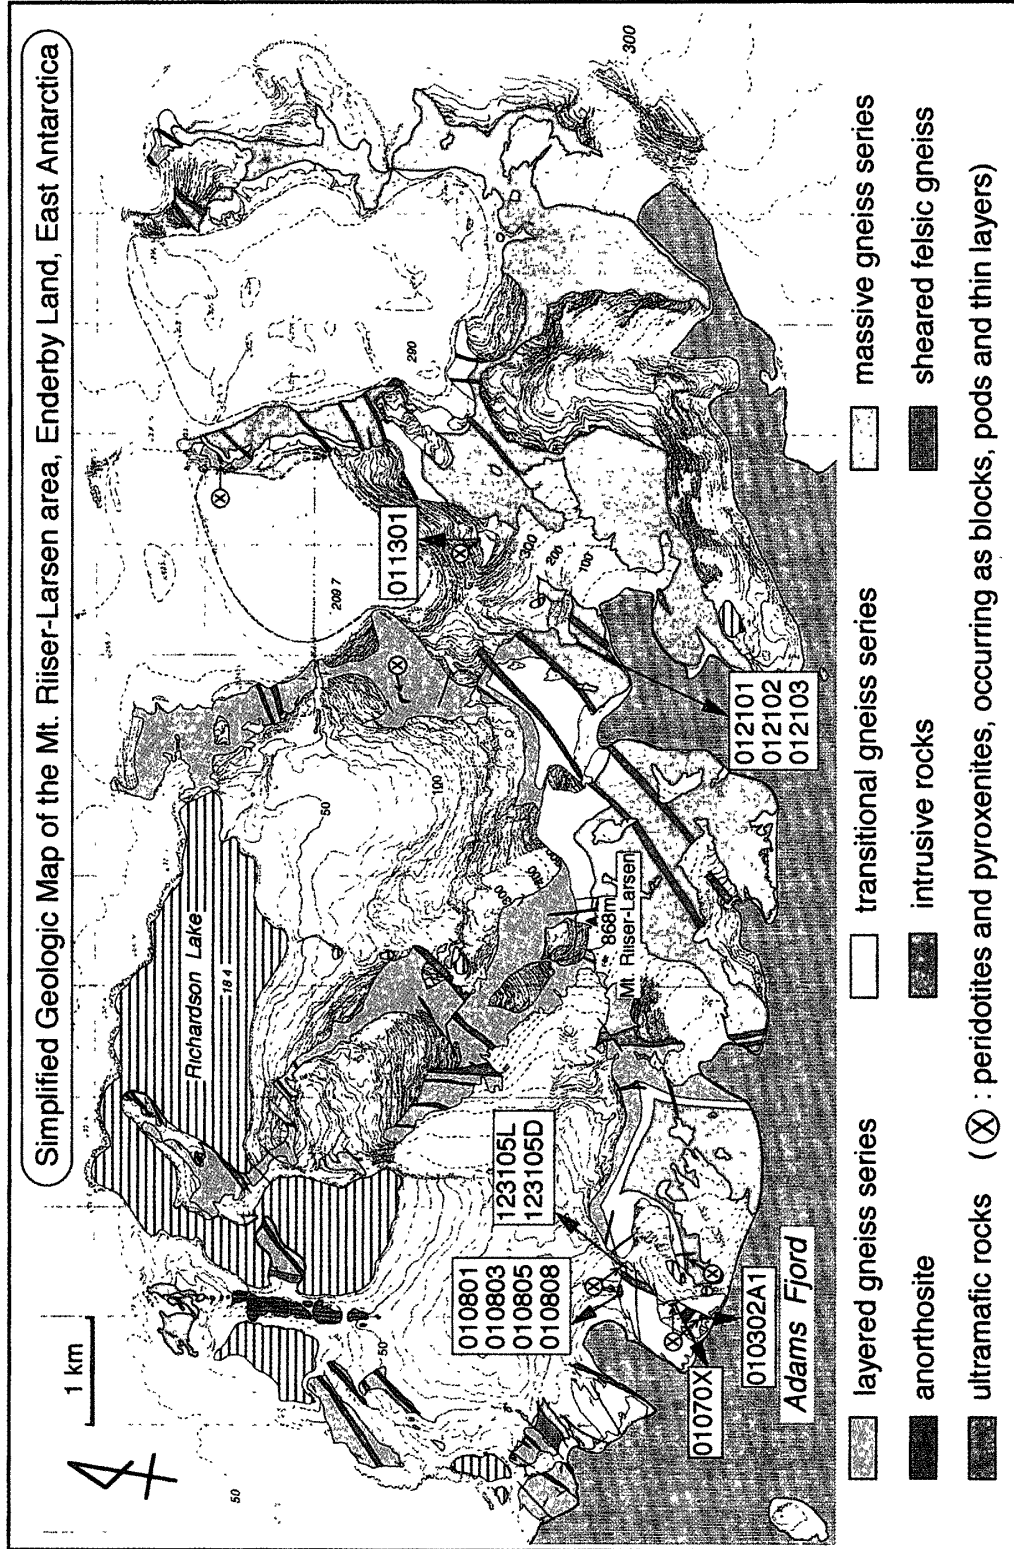 Simplified Geologic Map of the Mt. Riiser-Larsen area, Enderby Land, East Antarctica
1 km
Richardson Lake
18.4
50
50
50
100
209.7
290
300
300
200
100
868m
Mt. Riiser-Larsen
011301
123105L
123105D
010801
010803
010805
010808
012101
012102
012103
01070X
010302A1
Adams Fjord
layered gneiss series
transitional gneiss series
massive gneiss series
anorthosite
intrusive rocks
sheared felsic gneiss
ultramafic rocks (Ⓧ : peridotites and pyroxenites, occurring as blocks, pods and thin layers)